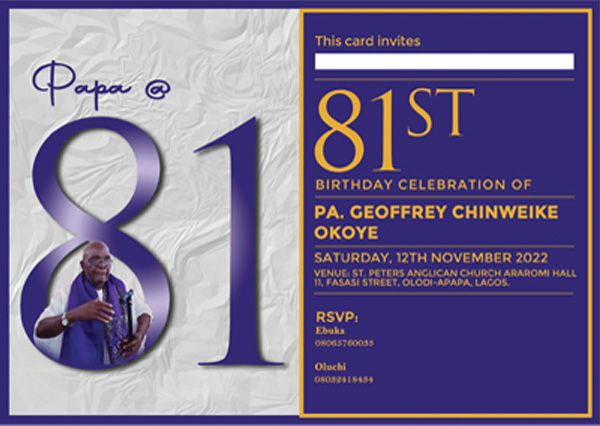 Papa @
81
This card invites
81ST
BIRTHDAY CELEBRATION OF
PA. GEOFFREY CHINWEIKE
OKOYE
SATURDAY, 12TH NOVEMBER 2022
VENUE: ST. PETERS ANGLICAN CHURCH ARAROMI HALL
11, FASASI STREET, OLODI-APAPA, LAGOS.
RSVP:
Ebuka
08065760035
Oluchi
08032418434